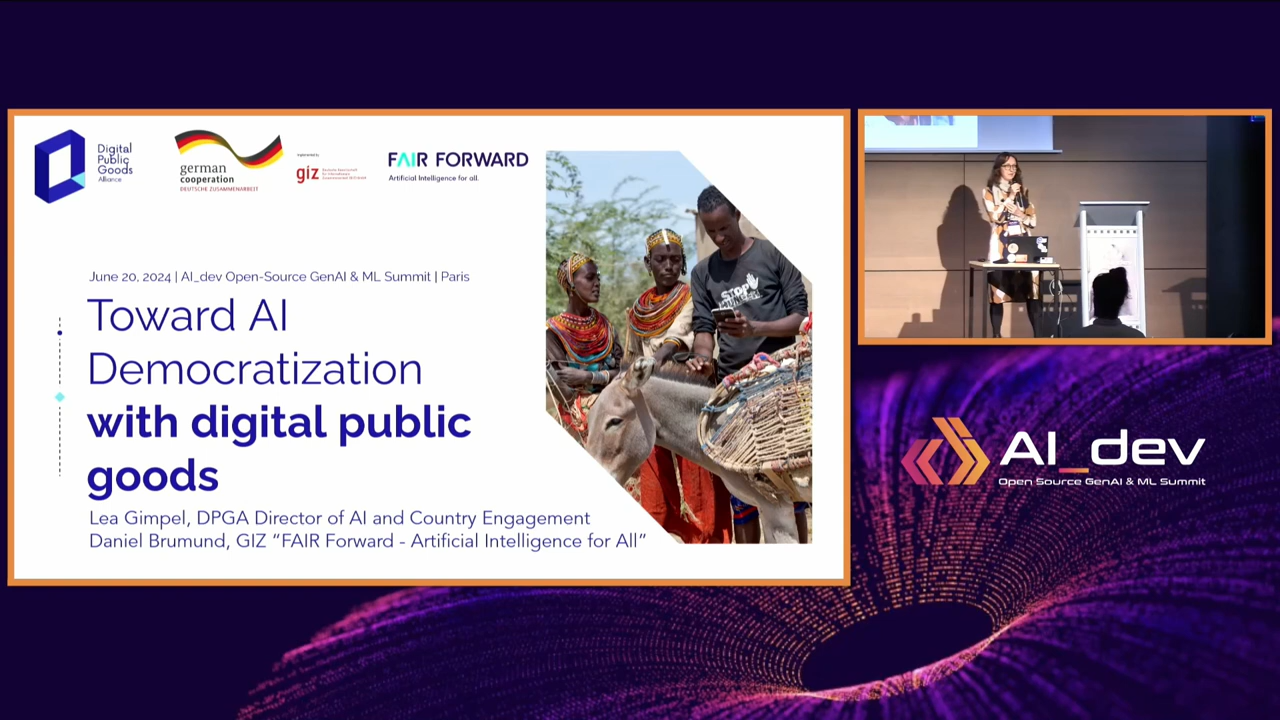 Digital
Public
Goods
Alliance
german
cooperation
DEUTSCHE ZUSAMMENARBEIT
Implemented by
giz
FAIR FORWARD
Artificial Intelligence for all.
June 20, 2024 | AI_dev Open-Source GenAI & ML Summit | Paris
Toward AI
Democratization
with digital public
goods
Lea Gimpel, DPGA Director of AI and Country Engagement
Daniel Brumund, GIZ “FAIR Forward - Artificial Intelligence for All”
STOP
AI_dev
Open Source GenAI & ML Summit